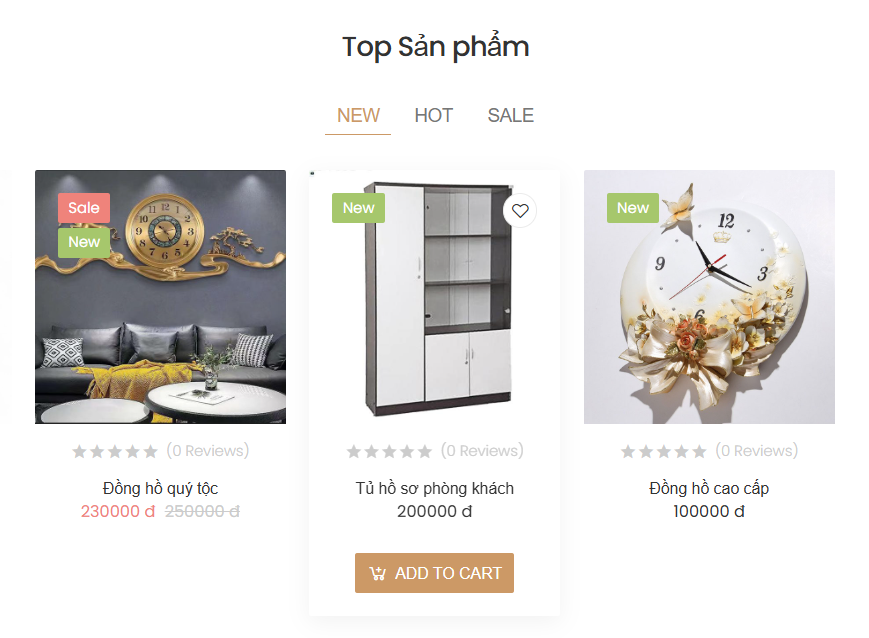 Top Sản phẩm
NEW HOT SALE
Sale
New
(0 Reviews)
Đồng hồ quý tộc
230000 đ 250000 đ
New
(0 Reviews)
Tủ hồ sơ phòng khách
200000 đ
ADD TO CART
New
12
9
3
6
(0 Reviews)
Đồng hồ cao cấp
100000 đ